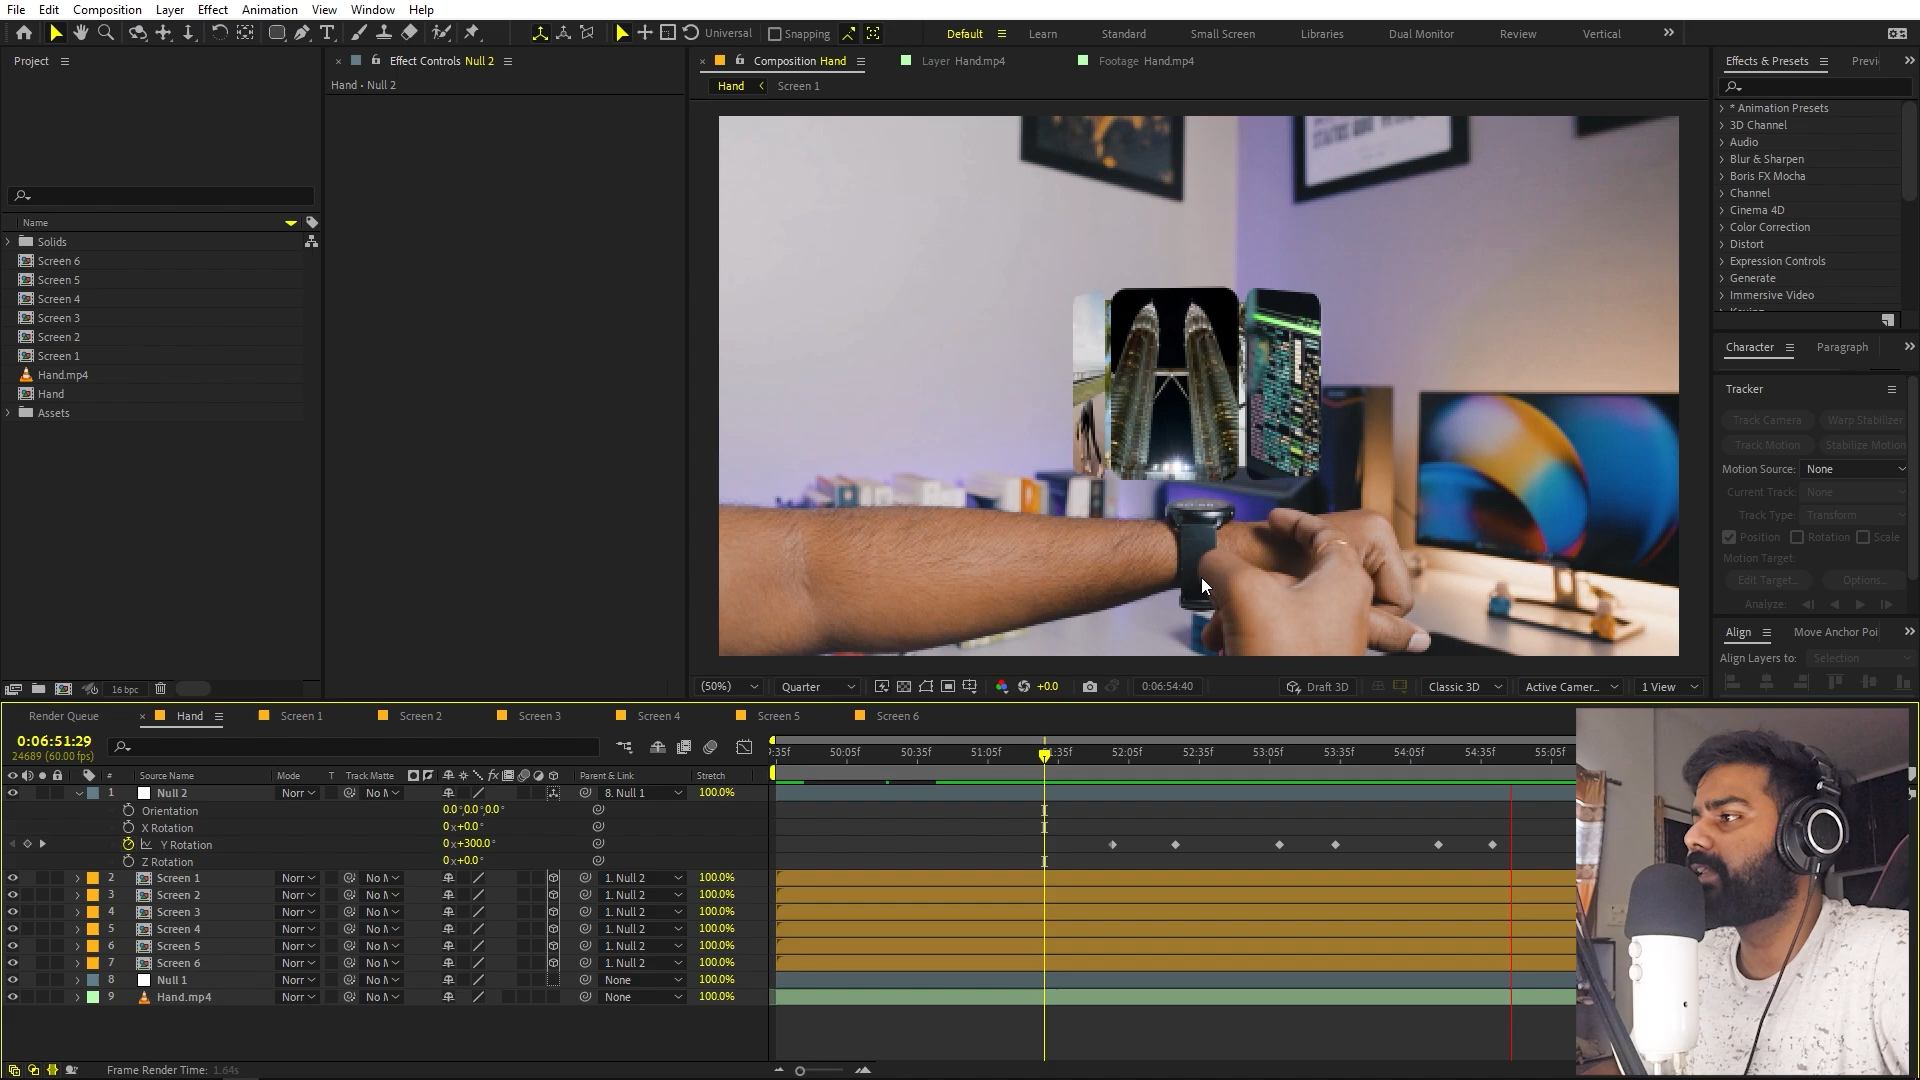 File Edit Composition Layer Effect Animation View Window Help
Universal Snapping Default Learn Standard Small Screen Libraries Dual Monitor Review Vertical
Project
Effect Controls Null 2
Hand • Null 2
Composition Hand
Layer Hand.mp4
Footage Hand.mp4
Hand Screen 1
Name
Solids
Screen 6
Screen 5
Screen 4
Screen 3
Screen 2
Screen 1
Hand.mp4
Hand
Assets
16 bpc
(50%) Quarter +0.0 0:06:54:40 Draft 3D Classic 3D Active Camer... 1 View
Effects & Presets Previ
* Animation Presets
3D Channel
Audio
Blur & Sharpen
Boris FX Mocha
Channel
Cinema 4D
Color Correction
Distort
Expression Controls
Generate
Immersive Video
Character Paragraph
Tracker
Track Camera Warp Stabilizer
Track Motion Stabilize Motion
Motion Source: None
Current Track: None
Track Type: Transform
Position Rotation Scale
Motion Target:
Edit Target... Options...
Analyze:
Align Move Anchor Poi
Align Layers to: Selection
Render Queue Hand Screen 1 Screen 2 Screen 3 Screen 4 Screen 5 Screen 6
0:06:51:29
24689 (60.00 fps)
:35f 50:05f 50:35f 51:05f 51:35f 52:05f 52:35f 53:05f 53:35f 54:05f 54:35f 55:05f
# Source Name Mode T Track Matte fx Parent & Link Stretch
1 Null 2 Norr No M 8. Null 1 100.0%
Orientation 0.0°,0.0°,0.0°
X Rotation 0x+0.0°
Y Rotation 0x+300.0°
Z Rotation 0x+0.0°
2 Screen 1 Norr No M 1. Null 2 100.0%
3 Screen 2 Norr No M 1. Null 2 100.0%
4 Screen 3 Norr No M 1. Null 2 100.0%
5 Screen 4 Norr No M 1. Null 2 100.0%
6 Screen 5 Norr No M 1. Null 2 100.0%
7 Screen 6 Norr No M 1. Null 2 100.0%
8 Null 1 Norr No M None 100.0%
9 Hand.mp4 Norr No M None 100.0%
Frame Render Time: 1.64s